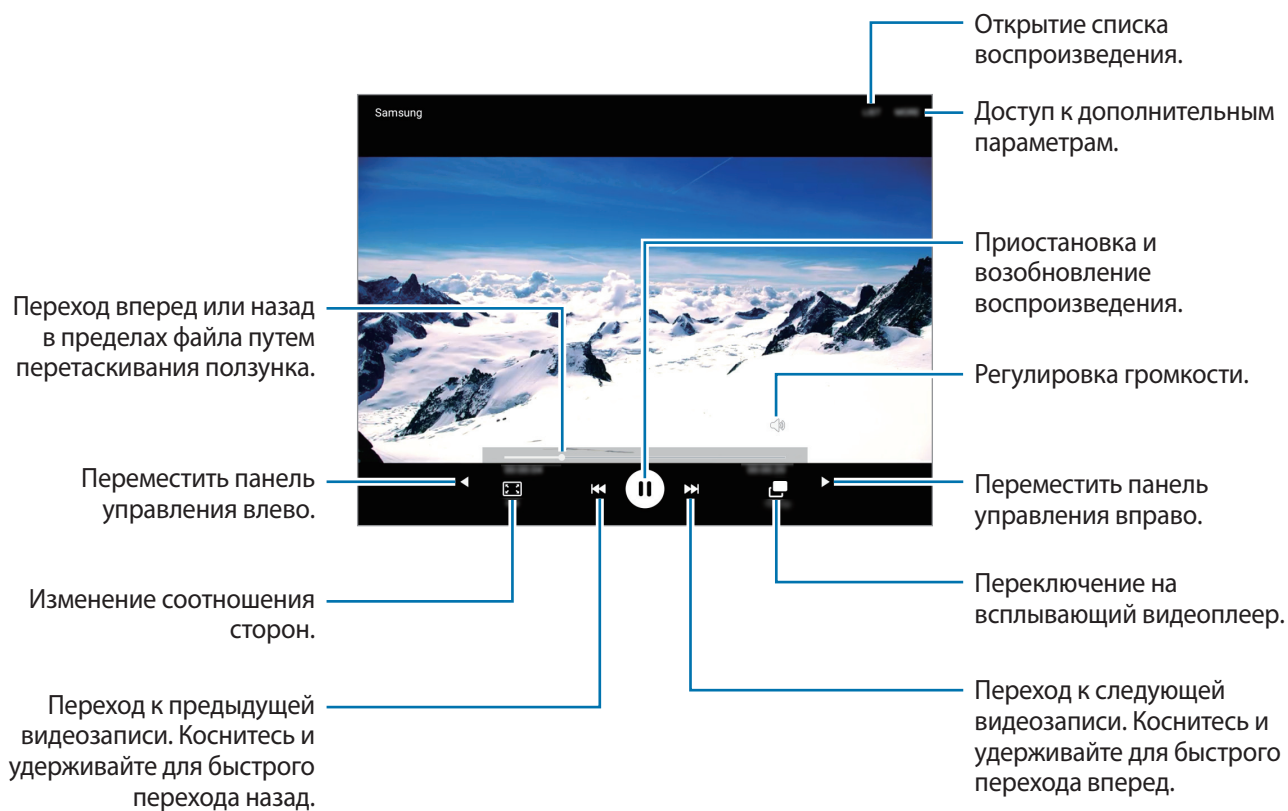 Открытие списка
воспроизведения.
Samsung
Доступ к дополнительным
параметрам.
Приостановка и
возобновление
воспроизведения.
Переход вперед или назад
в пределах файла путем
перетаскивания ползунка.
Регулировка громкости.
Переместить панель
управления влево.
Переместить панель
управления вправо.
Изменение соотношения
сторон.
Переключение на
всплывающий видеоплеер.
Переход к предыдущей
видеозаписи. Коснитесь и
удерживайте для быстрого
перехода назад.
Переход к следующей
видеозаписи. Коснитесь и
удерживайте для быстрого
перехода вперед.